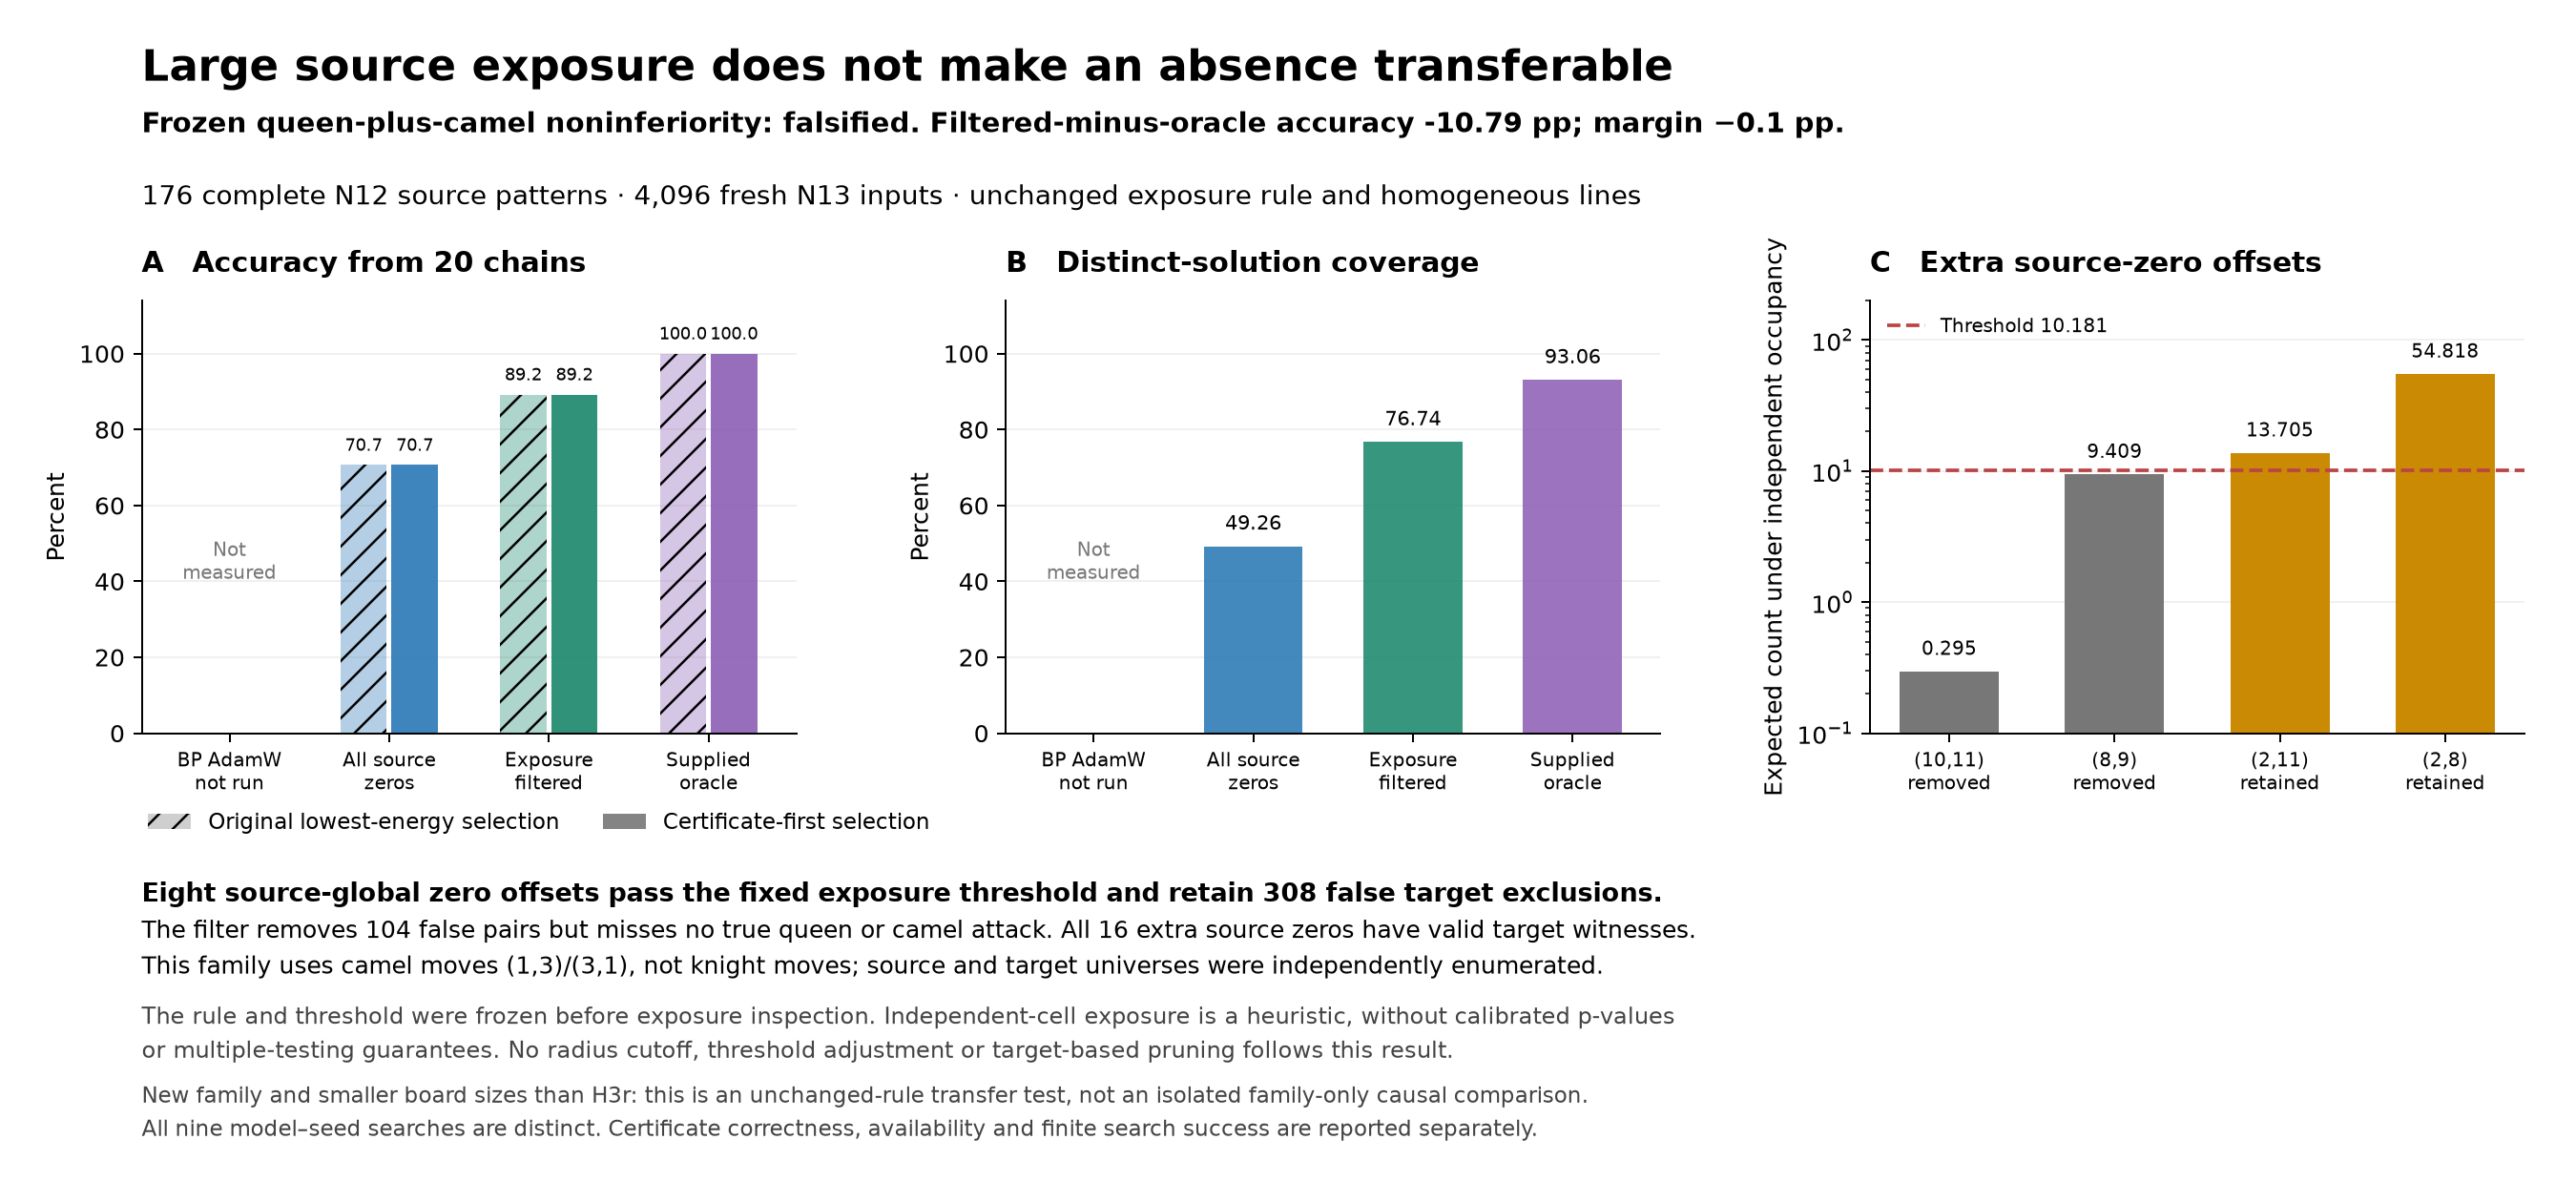 Large source exposure does not make an absence transferable
Frozen queen-plus-camel noninferiority: falsified. Filtered-minus-oracle accuracy -10.79 pp; margin −0.1 pp.
176 complete N12 source patterns · 4,096 fresh N13 inputs · unchanged exposure rule and homogeneous lines
A Accuracy from 20 chains
Percent
100
80
60
40
20
0
Not
measured
70.7 70.7
89.2 89.2
100.0 100.0
BP AdamW
not run
All source
zeros
Exposure
filtered
Supplied
oracle
Original lowest-energy selection
Certificate-first selection
B Distinct-solution coverage
Percent
100
80
60
40
20
0
Not
measured
49.26
76.74
93.06
BP AdamW
not run
All source
zeros
Exposure
filtered
Supplied
oracle
C Extra source-zero offsets
Expected count under independent occupancy
10²
10¹
10⁰
10⁻¹
Threshold 10.181
0.295
9.409
13.705
54.818
(10,11)
removed
(8,9)
removed
(2,11)
retained
(2,8)
retained
Eight source-global zero offsets pass the fixed exposure threshold and retain 308 false target exclusions.
The filter removes 104 false pairs but misses no true queen or camel attack. All 16 extra source zeros have valid target witnesses.
This family uses camel moves (1,3)/(3,1), not knight moves; source and target universes were independently enumerated.
The rule and threshold were frozen before exposure inspection. Independent-cell exposure is a heuristic, without calibrated p-values
or multiple-testing guarantees. No radius cutoff, threshold adjustment or target-based pruning follows this result.
New family and smaller board sizes than H3r: this is an unchanged-rule transfer test, not an isolated family-only causal comparison.
All nine model–seed searches are distinct. Certificate correctness, availability and finite search success are reported separately.